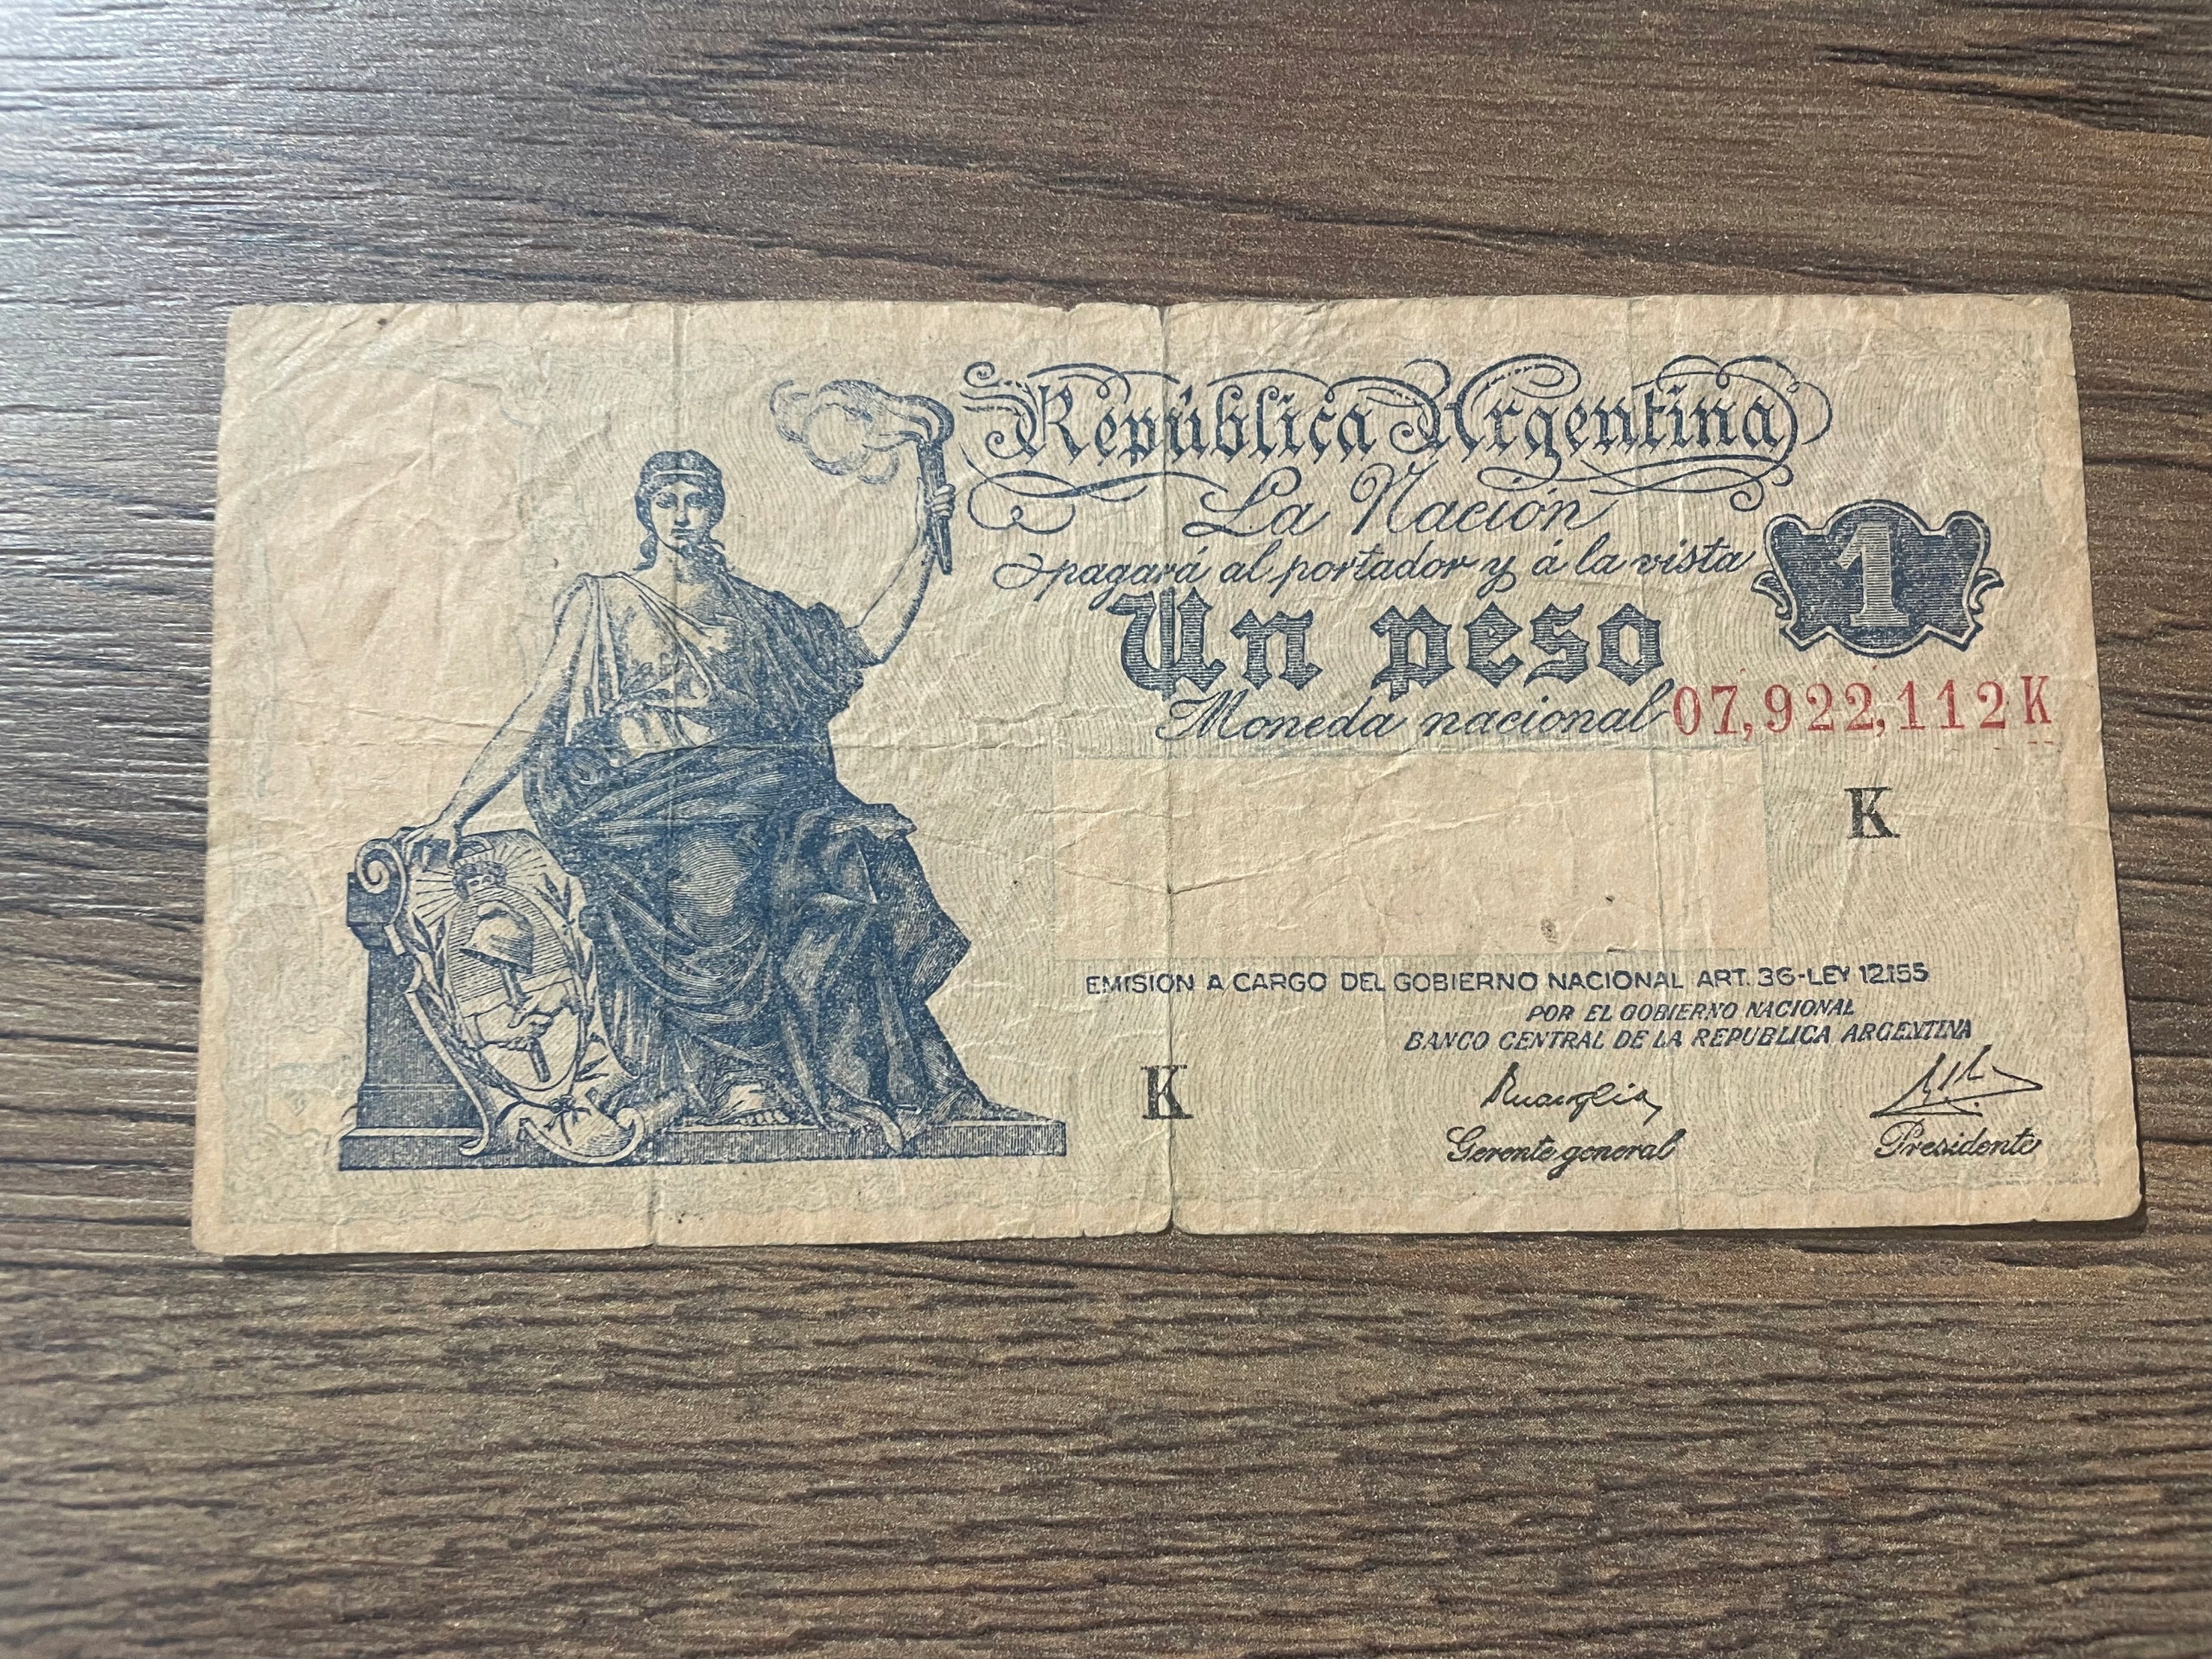 República Argentina
La Nación
pagará al portador y á la vista
1
Un peso
Moneda nacional
07,922,112K
K
EMISION A CARGO DEL GOBIERNO NACIONAL ART. 36-LEY 12.155
POR EL GOBIERNO NACIONAL
BANCO CENTRAL DE LA REPUBLICA ARGENTINA
K
Gerente general
Presidente